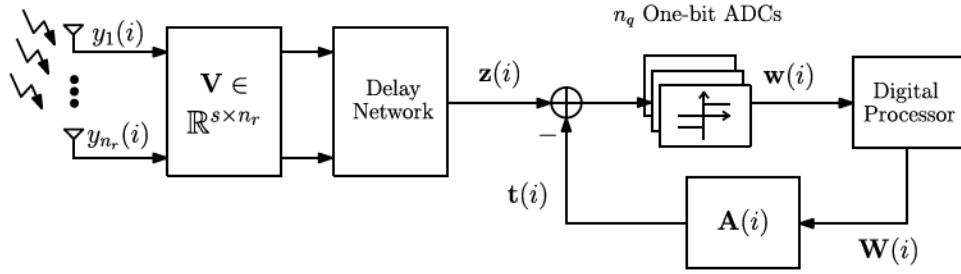 n_q One-bit ADCs
y_1(i)
V ∈
ℝ^{s×n_r}
Delay
Network
z(i)
w(i)
Digital
Processor
y_{n_r}(i)
−
t(i)
A(i)
W(i)